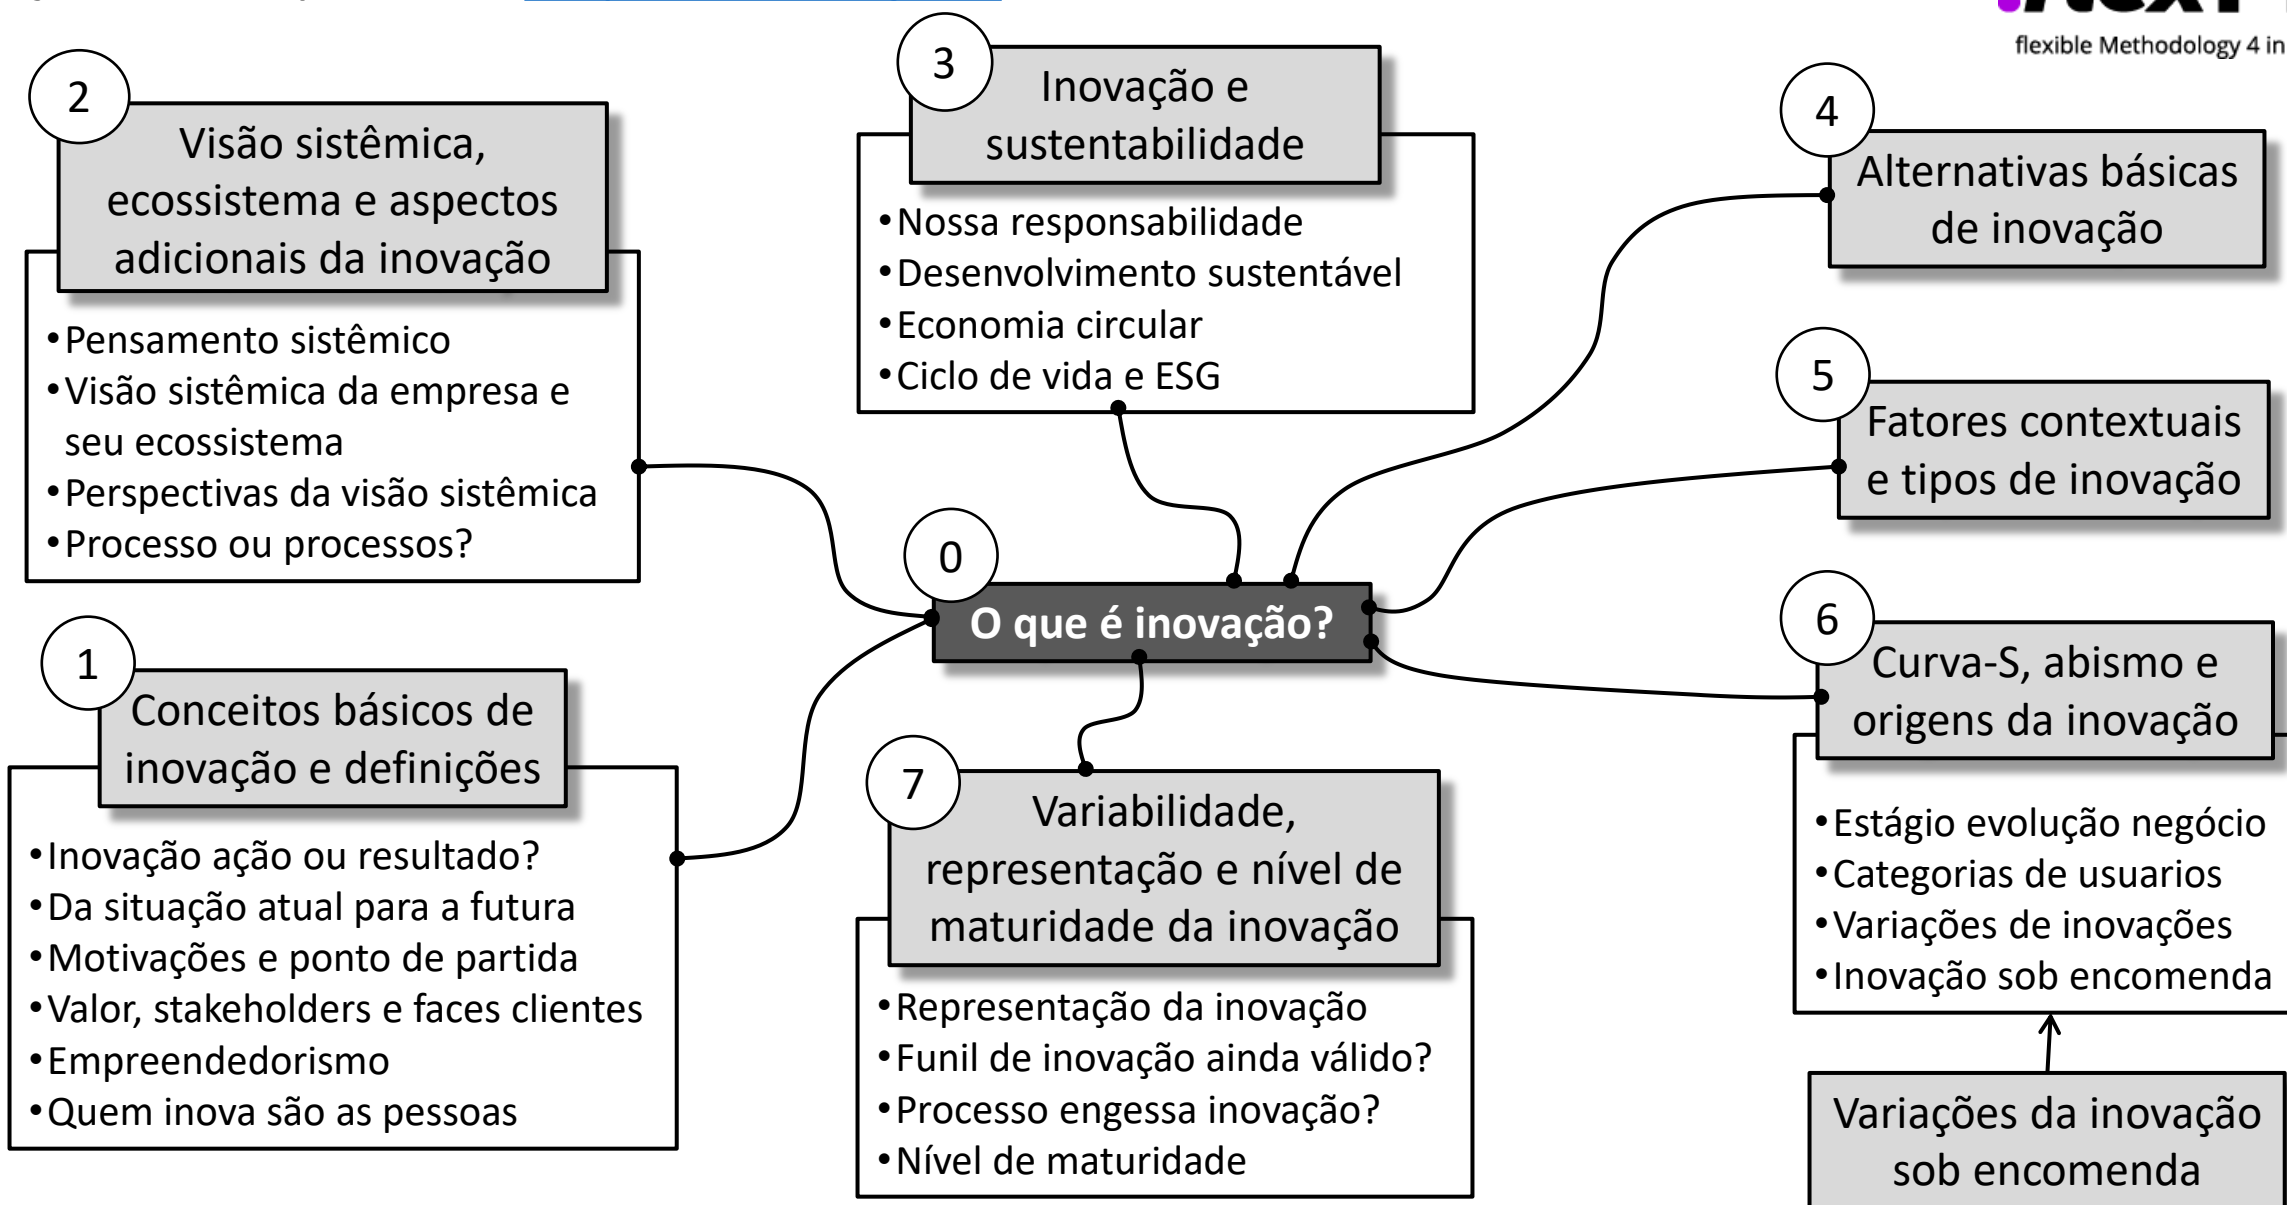 flexible Methodology 4 in
3
Inovação e
sustentabilidade
•Nossa responsabilidade
•Desenvolvimento sustentável
•Economia circular
•Ciclo de vida e ESG
2
Visão sistêmica,
ecossistema e aspectos
adicionais da inovação
•Pensamento sistêmico
•Visão sistêmica da empresa e
seu ecossistema
•Perspectivas da visão sistêmica
•Processo ou processos?
4
Alternativas básicas
de inovação
5
Fatores contextuais
e tipos de inovação
0
O que é inovação?
1
Conceitos básicos de
inovação e definições
•Inovação ação ou resultado?
•Da situação atual para a futura
•Motivações e ponto de partida
•Valor, stakeholders e faces clientes
•Empreendedorismo
•Quem inova são as pessoas
7
Variabilidade,
representação e nível de
maturidade da inovação
•Representação da inovação
•Funil de inovação ainda válido?
•Processo engessa inovação?
•Nível de maturidade
6
Curva-S, abismo e
origens da inovação
•Estágio evolução negócio
•Categorias de usuarios
•Variações de inovações
•Inovação sob encomenda
Variações da inovação
sob encomenda